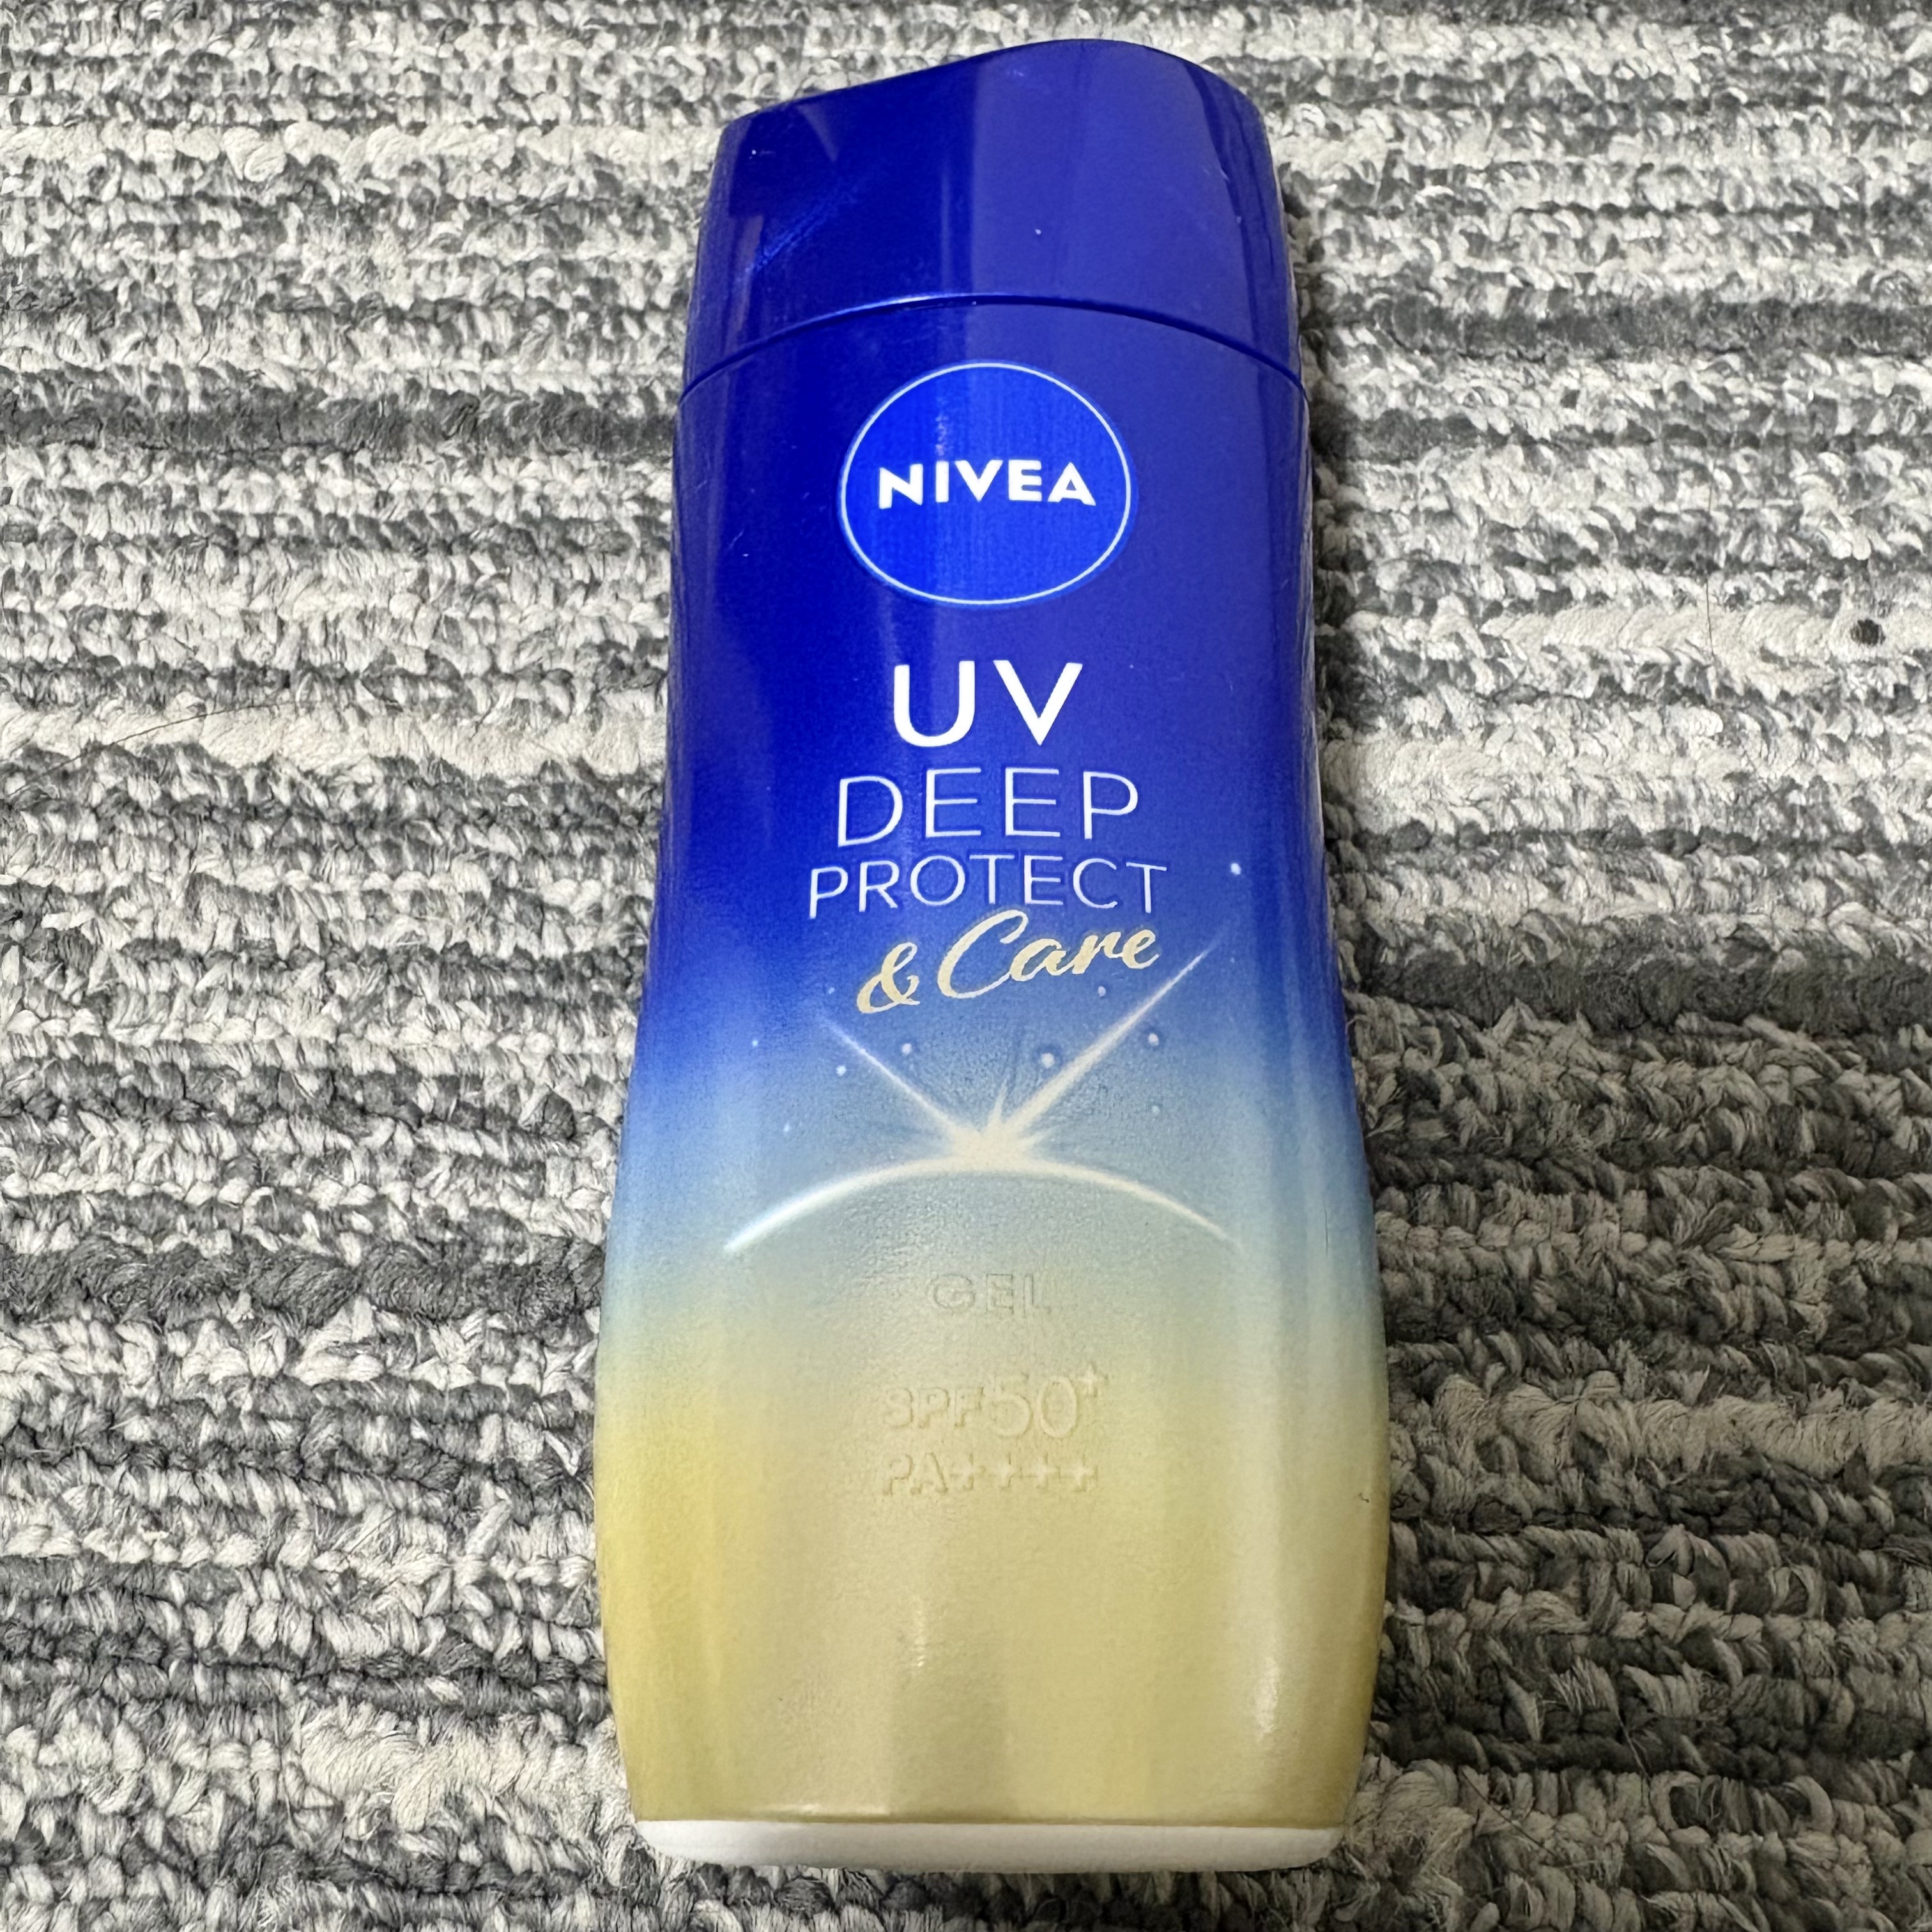 NIVEA
UV
DEEP
PROTECT
& Care
GEL
SPF50+
PA++++